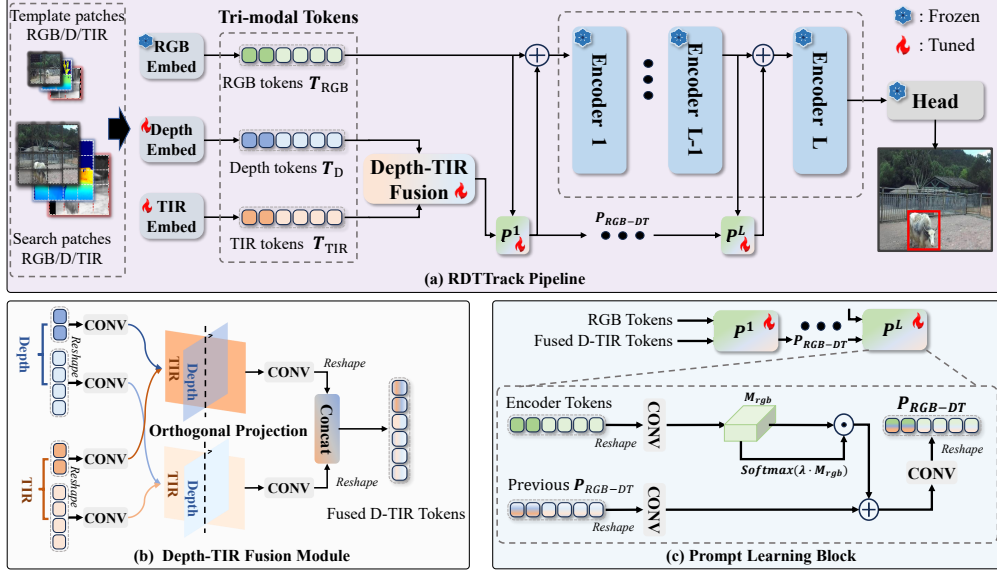 Template patches
RGB/D/TIR
Search patches
RGB/D/TIR
RGB
Embed
Depth
Embed
TIR
Embed
Tri-modal Tokens
RGB tokens T_RGB
Depth tokens T_D
TIR tokens T_TIR
Depth-TIR
Fusion
P^1
P_RGB-DT
P^L
Encoder 1
Encoder L-1
Encoder L
: Frozen
: Tuned
Head
(a) RDTTrack Pipeline
Depth
Reshape
CONV
CONV
TIR
Reshape
CONV
CONV
TIR
Depth
Orthogonal Projection
TIR
Depth
CONV
Reshape
Concat
CONV
Reshape
Fused D-TIR Tokens
(b) Depth-TIR Fusion Module
RGB Tokens
Fused D-TIR Tokens
P^1
P_RGB-DT
P^L
Encoder Tokens
Reshape
CONV
M_rgb
Softmax(λ · M_rgb)
P_RGB-DT
Reshape
CONV
Previous P_RGB-DT
Reshape
CONV
(c) Prompt Learning Block